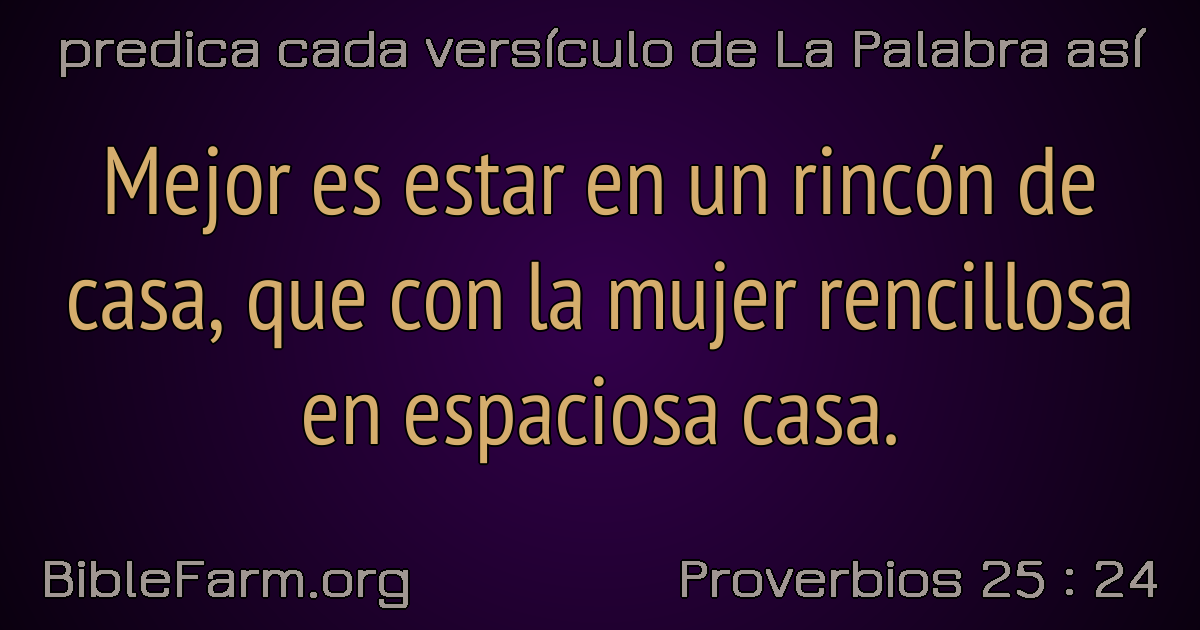 predica cada versículo de La Palabra así
Mejor es estar en un rincón de
casa, que con la mujer rencillosa
en espaciosa casa.
BibleFarm.org
Proverbios 25 : 24